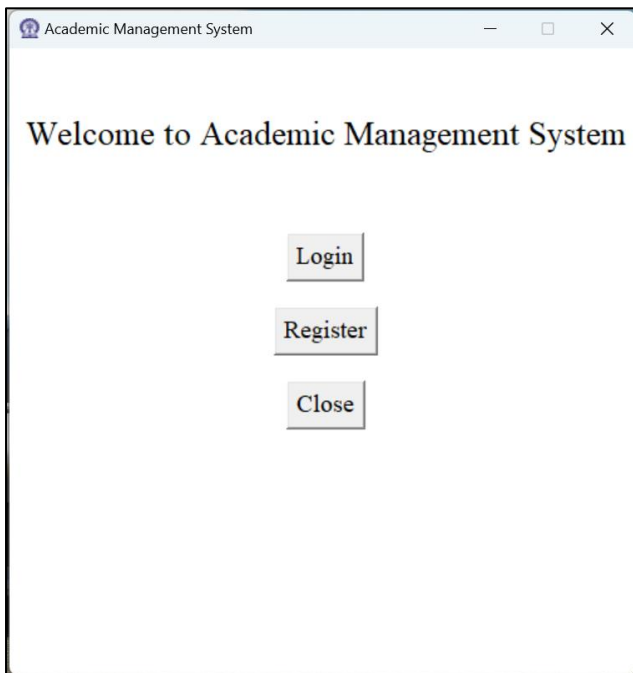 Academic Management System
Welcome to Academic Management System
Login
Register
Close